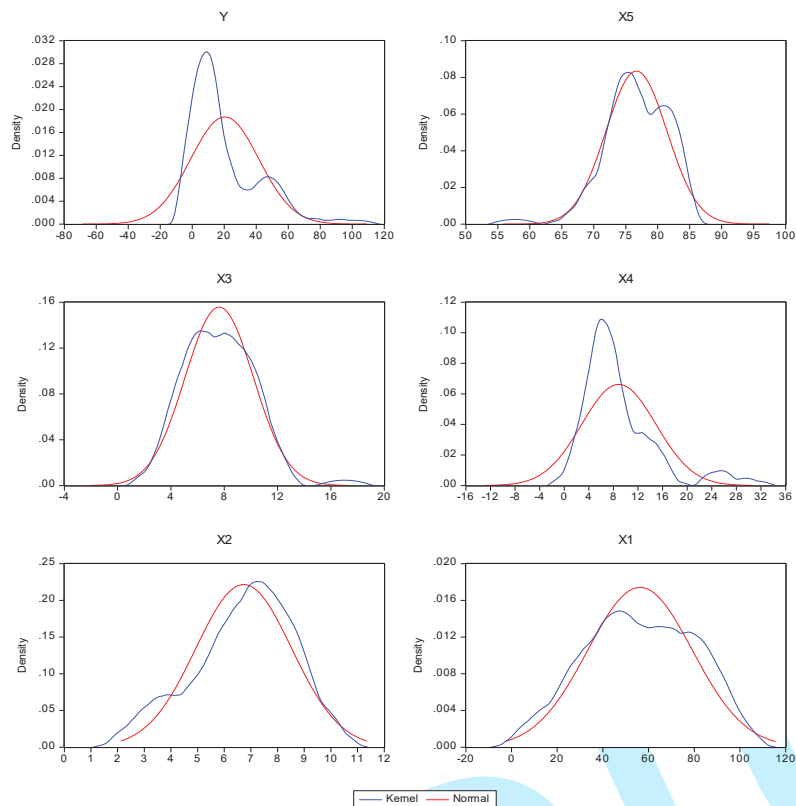 Y
X5
.032
.028
.024
.020
.016
.012
.008
.004
.000
Density
-80 -60 -40 -20 0 20 40 60 80 100 120
.10
.08
.06
.04
.02
.00
Density
50 55 60 65 70 75 80 85 90 95 100
X3
X4
.16
.12
.08
.04
.00
Density
-4 0 4 8 12 16 20
.12
.10
.08
.06
.04
.02
.00
Density
-16 -12 -8 -4 0 4 8 12 16 20 24 28 32 36
X2
X1
.25
.20
.15
.10
.05
.00
Density
0 1 2 3 4 5 6 7 8 9 10 11 12
.020
.016
.012
.008
.004
.000
Density
-20 0 20 40 60 80 100 120
Kernel Normal